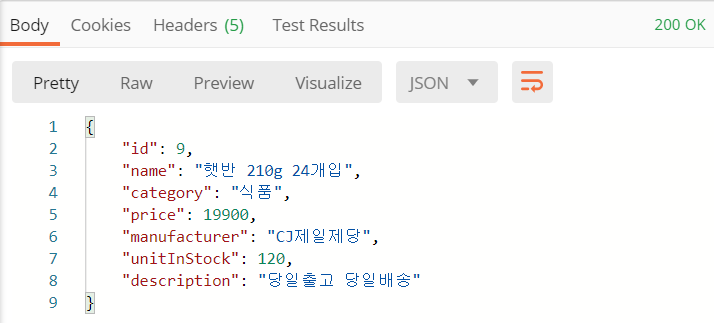 Body Cookies Headers (5) Test Results 200 OK
Pretty Raw Preview Visualize JSON
1 {
2 "id": 9,
3 "name": "햇반 210g 24개입",
4 "category": "식품",
5 "price": 19900,
6 "manufacturer": "CJ제일제당",
7 "unitInStock": 120,
8 "description": "당일출고 당일배송"
9 }